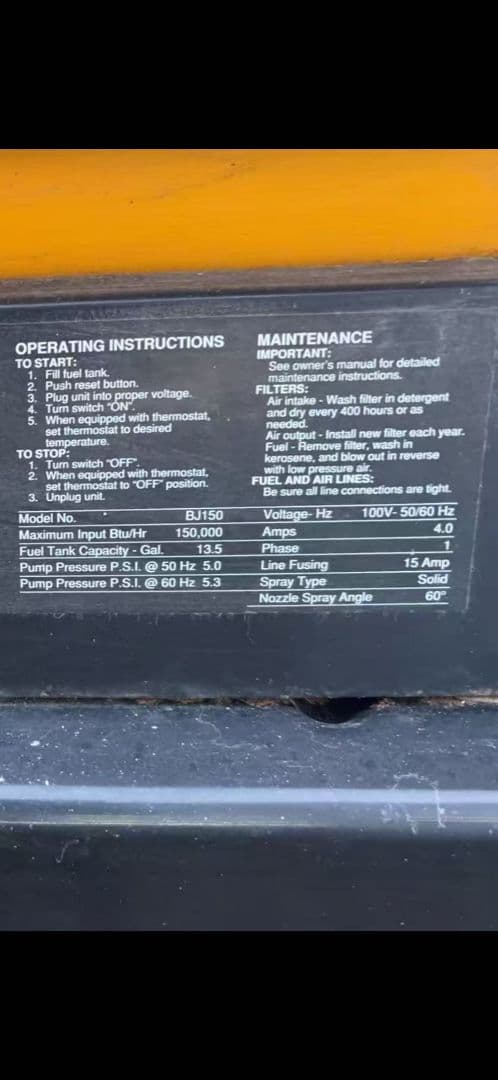 OPERATING INSTRUCTIONS
TO START:
1. Fill fuel tank.
2. Push reset button.
3. Plug unit into proper voltage.
4. Turn switch "ON".
5. When equipped with thermostat,
set thermostat to desired
temperature.
TO STOP:
1. Turn switch "OFF".
2. When equipped with thermostat,
set thermostat to "OFF" position.
3. Unplug unit.
MAINTENANCE
IMPORTANT:
See owner's manual for detailed
maintenance instructions.
FILTERS:
Air intake - Wash filter in detergent
and dry every 400 hours or as
needed.
Air output - Install new filter each year.
Fuel - Remove filter, wash in
kerosene, and blow out in reverse
with low pressure air.
FUEL AND AIR LINES:
Be sure all line connections are tight.
Model No. BJ150
Maximum Input Btu/Hr 150,000
Fuel Tank Capacity - Gal. 13.5
Pump Pressure P.S.I. @ 50 Hz 5.0
Pump Pressure P.S.I. @ 60 Hz 5.3
Voltage- Hz 100V- 50/60 Hz
Amps 4.0
Phase 1
Line Fusing 15 Amp
Spray Type Solid
Nozzle Spray Angle 60°